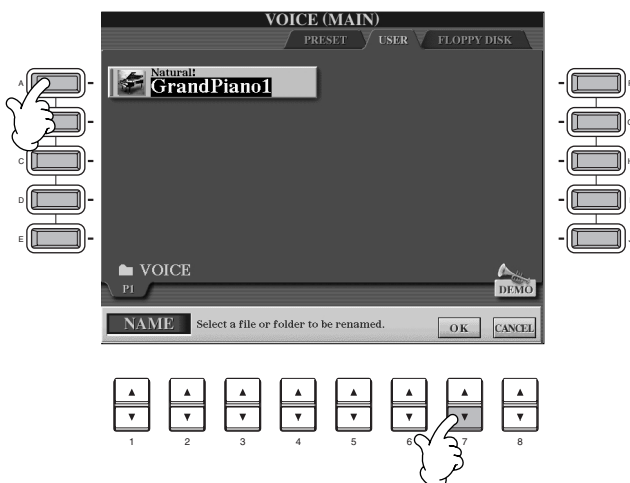 VOICE (MAIN)
PRESET USER FLOPPY DISK
Natural!
GrandPiano1
A
C
D
E
VOICE
P1
DEMO
NAME Select a file or folder to be renamed. OK CANCEL
1 2 3 4 5 6 7 8